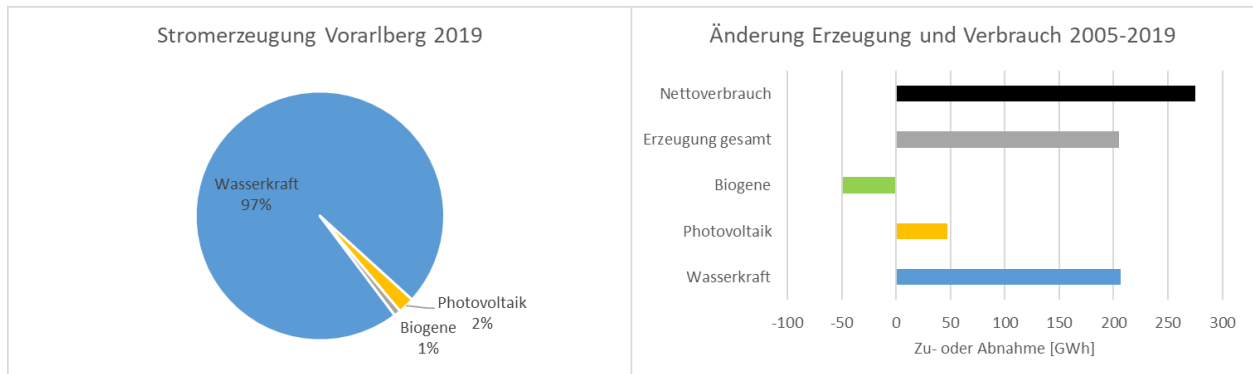 Stromerzeugung Vorarlberg 2019
Wasserkraft
97%
Photovoltaik
2%
Biogene
1%
Änderung Erzeugung und Verbrauch 2005-2019
Nettoverbrauch
Erzeugung gesamt
Biogene
Photovoltaik
Wasserkraft
-100 -50 0 50 100 150 200 250 300
Zu- oder Abnahme [GWh]